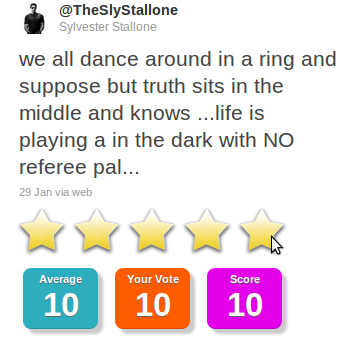 @TheSlyStallone
Sylvester Stallone
we all dance around in a ring and
suppose but truth sits in the
middle and knows ...life is
playing a in the dark with NO
referee pal...
29 Jan via web
Average
10
Your Vote
10
Score
10